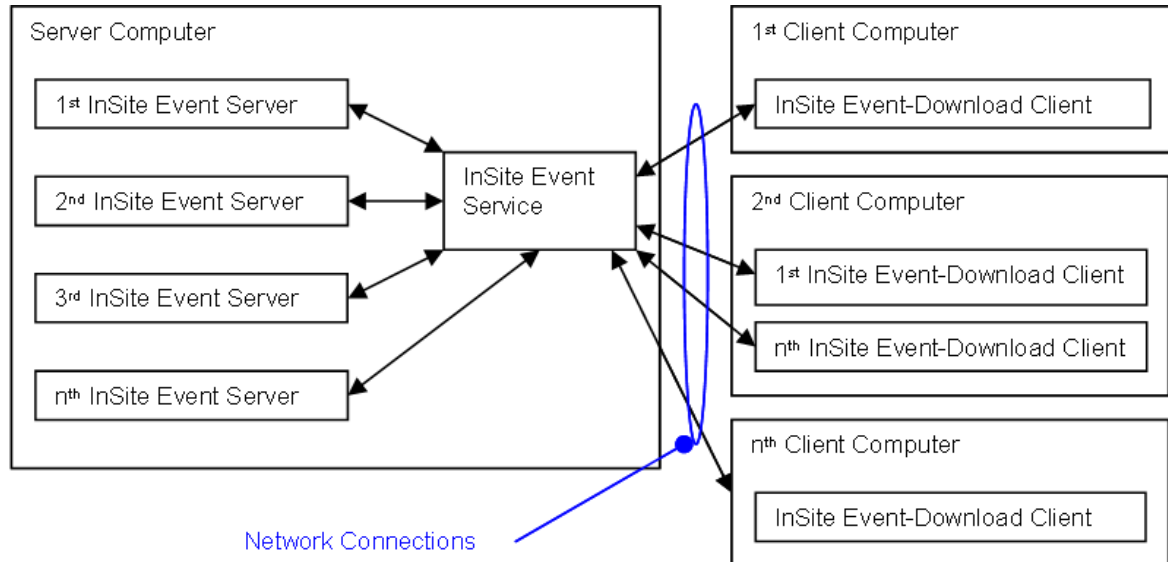 Server Computer
1st InSite Event Server
2nd InSite Event Server
3rd InSite Event Server
nth InSite Event Server
InSite Event
Service
1st Client Computer
InSite Event-Download Client
2nd Client Computer
1st InSite Event-Download Client
nth InSite Event-Download Client
nth Client Computer
InSite Event-Download Client
Network Connections